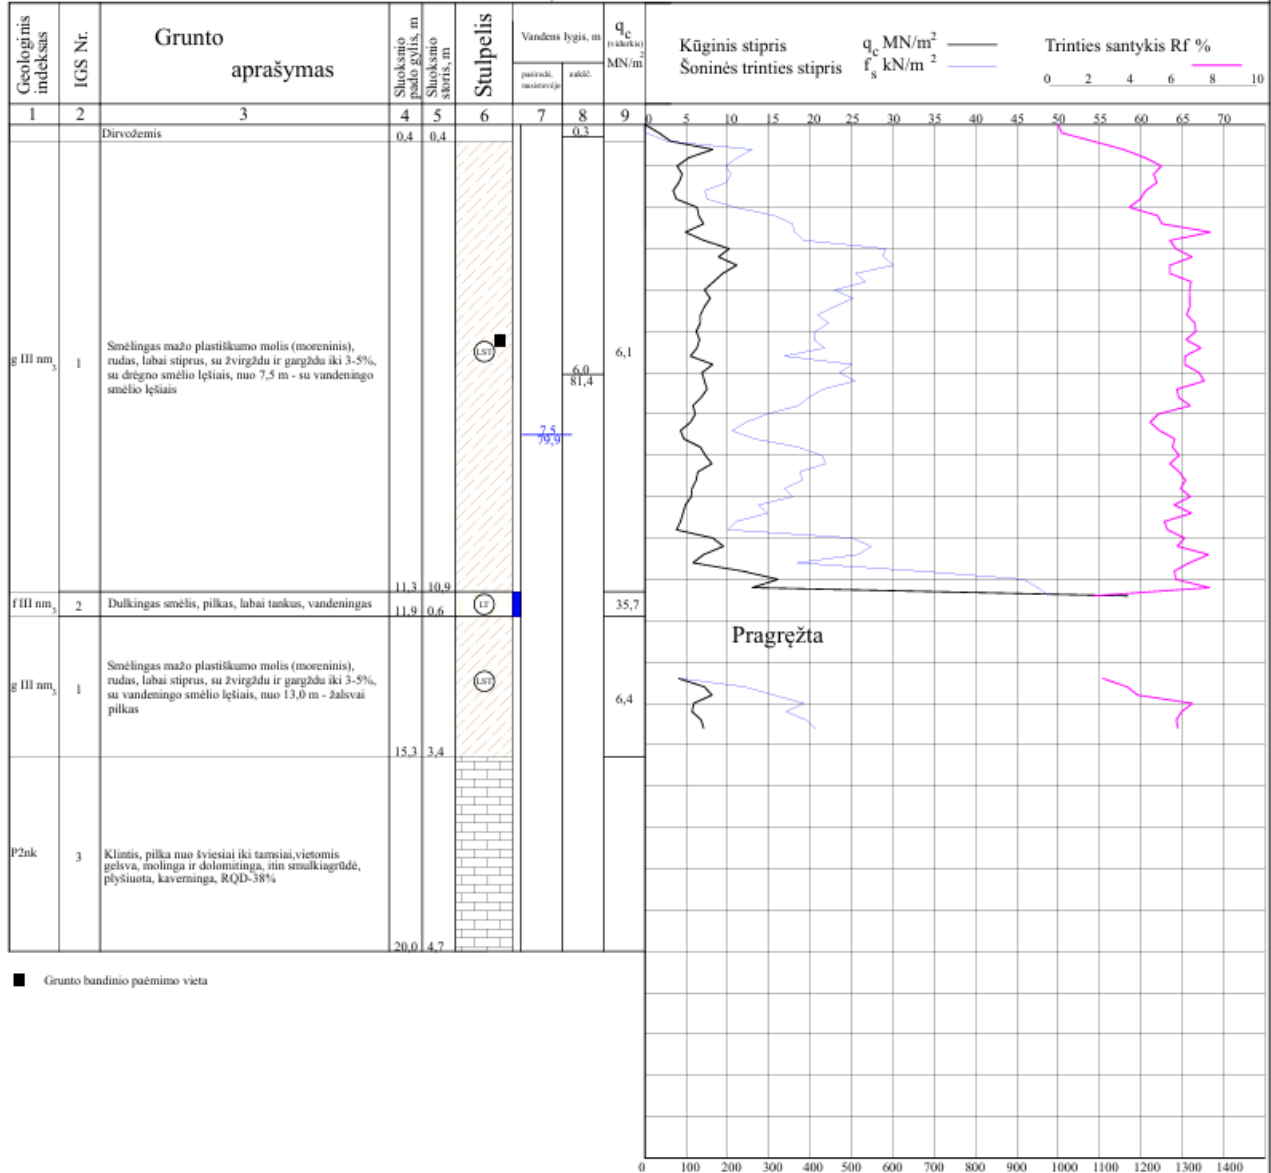 Geologinis indeksas
IGS Nr.
Grunto
aprašymas
Sluoksnio pado gylis, m
Sluoksnio storis, m
Stulpelis
Vandens lygis, m
pasirodė, nusistovėjo
aukšč.
q c
(vidurkis)
MN/m 2
Kūginis stipris q c MN/m 2
Šoninės trinties stipris f s kN/m 2
Trinties santykis Rf %
0 2 4 6 8 10
1 2 3 4 5 6 7 8 9
0 5 10 15 20 25 30 35 40 45 50 55 60 65 70
Dirvožemis
0,4 0,4
0,3
g III nm 3
1
Smėlingas mažo plastiškumo molis (moreninis),
rudas, labai stiprus, su žvirgždu ir gargždu iki 3-5%,
su drėgno smėlio lęšiais, nuo 7,5 m - su vandeningo
smėlio lęšiais
LST
6,1
6,0
81,4
7,5
79,9
11,3 10,9
f III nm 3
2
Dulkingas smėlis, pilkas, labai tankus, vandeningas
11,9 0,6
LT
35,7
Pragręžta
g III nm 3
1
Smėlingas mažo plastiškumo molis (moreninis),
rudas, labai stiprus, su žvirgždu ir gargždu iki 3-5%,
su vandeningo smėlio lęšiais, nuo 13,0 m - žalsvai
pilkas
LST
6,4
15,3 3,4
P2nk
3
Klintis, pilka nuo šviesiai iki tamsiai,vietomis
gelsva, molinga ir dolomitinga, itin smulkiagrūdė,
plyšiuota, kaverninga, RQD-38%
20,0 4,7
Grunto bandinio paėmimo vieta
0 100 200 300 400 500 600 700 800 900 1000 1100 1200 1300 1400